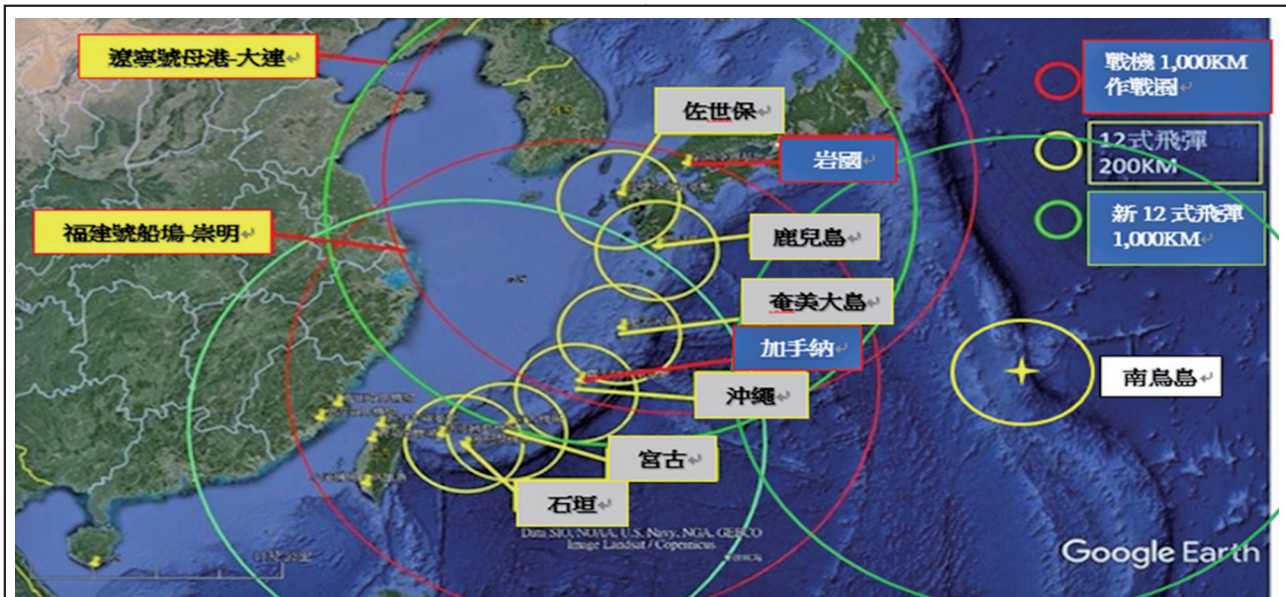 遼寧號母港-大連↵
戰機 1,000KM
作戰圈↵
佐世保↵
12式飛彈
200KM↵
岩國↵
福建號船塢-崇明↵
新 12 式飛彈
1,000KM↵
鹿兒島↵
奄美大島↵
加手納↵
南鳥島↵
沖繩↵
宮古↵
石垣↵
Data SIO, NOAA, U.S. Navy, NGA, GEBCO
Image Landsat / Copernicus
Google Earth